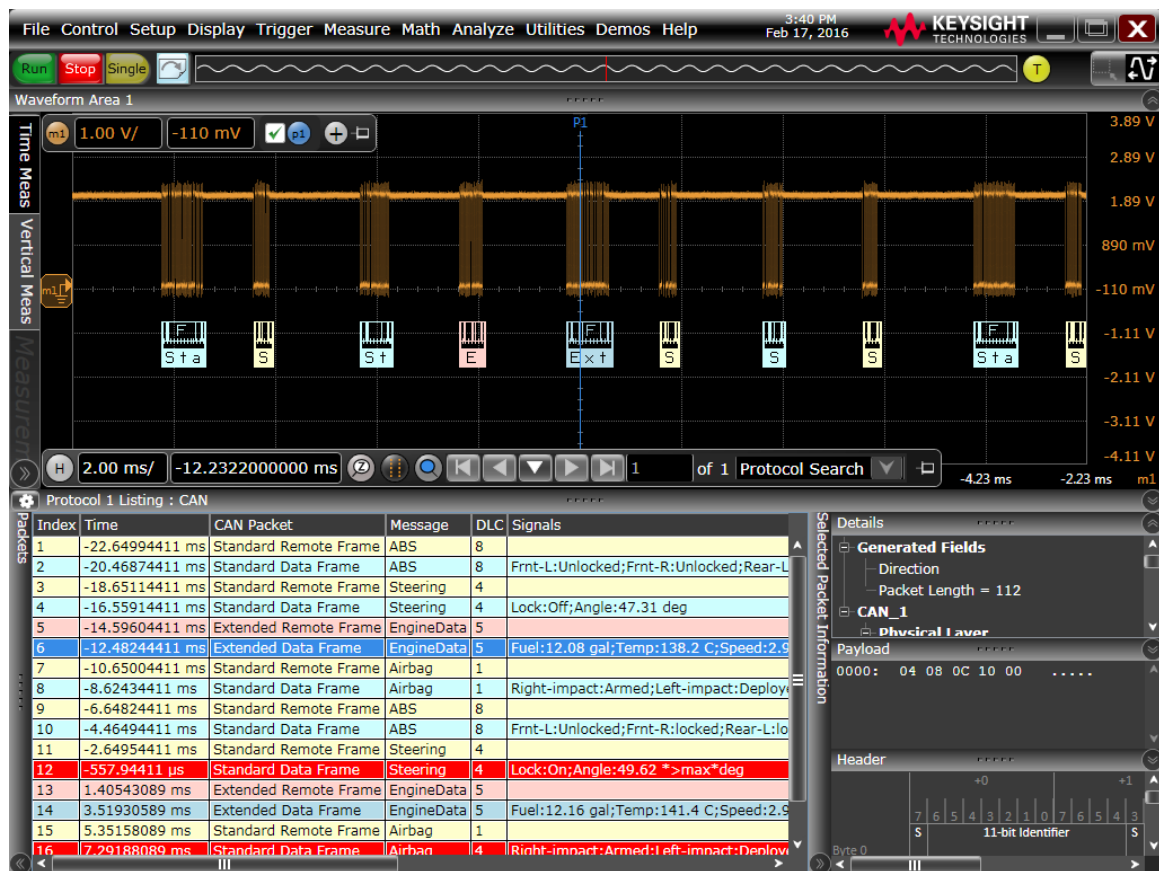 File Control Setup Display Trigger Measure Math Analyze Utilities Demos Help
3:40 PM
Feb 17, 2016
KEYSIGHT
TECHNOLOGIES
X
Run Stop Single
T
Waveform Area 1
Time Meas
Vertical Meas
Measurem
m1 1.00 V/ -110 mV p1
P1
3.89 V
2.89 V
1.89 V
890 mV
-110 mV
-1.11 V
-2.11 V
-3.11 V
-4.11 V
m1
F F F
Sta S St E Ext S S S Sta S
H 2.00 ms/ -12.2322000000 ms Z 1 of 1 Protocol Search
-4.23 ms -2.23 ms m1
Protocol 1 Listing : CAN
Packets
Index Time CAN Packet Message DLC Signals
1 -22.64994411 ms Standard Remote Frame ABS 8
2 -20.46874411 ms Standard Data Frame ABS 8 Frnt-L:Unlocked;Frnt-R:Unlocked;Rear-L
3 -18.65114411 ms Standard Remote Frame Steering 4
4 -16.55914411 ms Standard Data Frame Steering 4 Lock:Off;Angle:47.31 deg
5 -14.59604411 ms Extended Remote Frame EngineData 5
6 -12.48244411 ms Extended Data Frame EngineData 5 Fuel:12.08 gal;Temp:138.2 C;Speed:2.9
7 -10.65004411 ms Standard Remote Frame Airbag 1
8 -8.62434411 ms Standard Data Frame Airbag 1 Right-impact:Armed;Left-impact:Deploye
9 -6.64824411 ms Standard Remote Frame ABS 8
10 -4.46494411 ms Standard Data Frame ABS 8 Frnt-L:Unlocked;Frnt-R:locked;Rear-L:lo
11 -2.64954411 ms Standard Remote Frame Steering 4
12 -557.94411 µs Standard Data Frame Steering 4 Lock:On;Angle:49.62 *>max*deg
13 1.40543089 ms Extended Remote Frame EngineData 5
14 3.51930589 ms Extended Data Frame EngineData 5 Fuel:12.16 gal;Temp:141.4 C;Speed:2.9
15 5.35158089 ms Standard Remote Frame Airbag 1
16 7.29188089 ms Standard Data Frame Airbag 4 Right-impact:Armed;Left-impact:Deploye
Selected Packet Information
Details
Generated Fields
Direction
Packet Length = 112
CAN_1
Physical Layer
Payload
0000: 04 08 0C 10 00 .....
Header
+0 +1
7 6 5 4 3 2 1 0 7 6 5 4 3
S 11-bit Identifier S
Byte 0